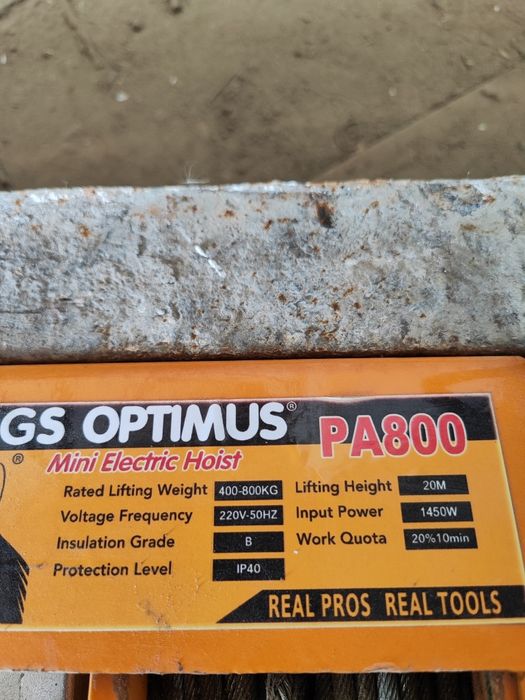 GS OPTIMUS® PA800
® Mini Electric Hoist
Rated Lifting Weight 400-800KG Lifting Height 20M
Voltage Frequency 220V-50HZ Input Power 1450W
Insulation Grade B Work Quota 20%10min
Protection Level IP40
REAL PROS REAL TOOLS